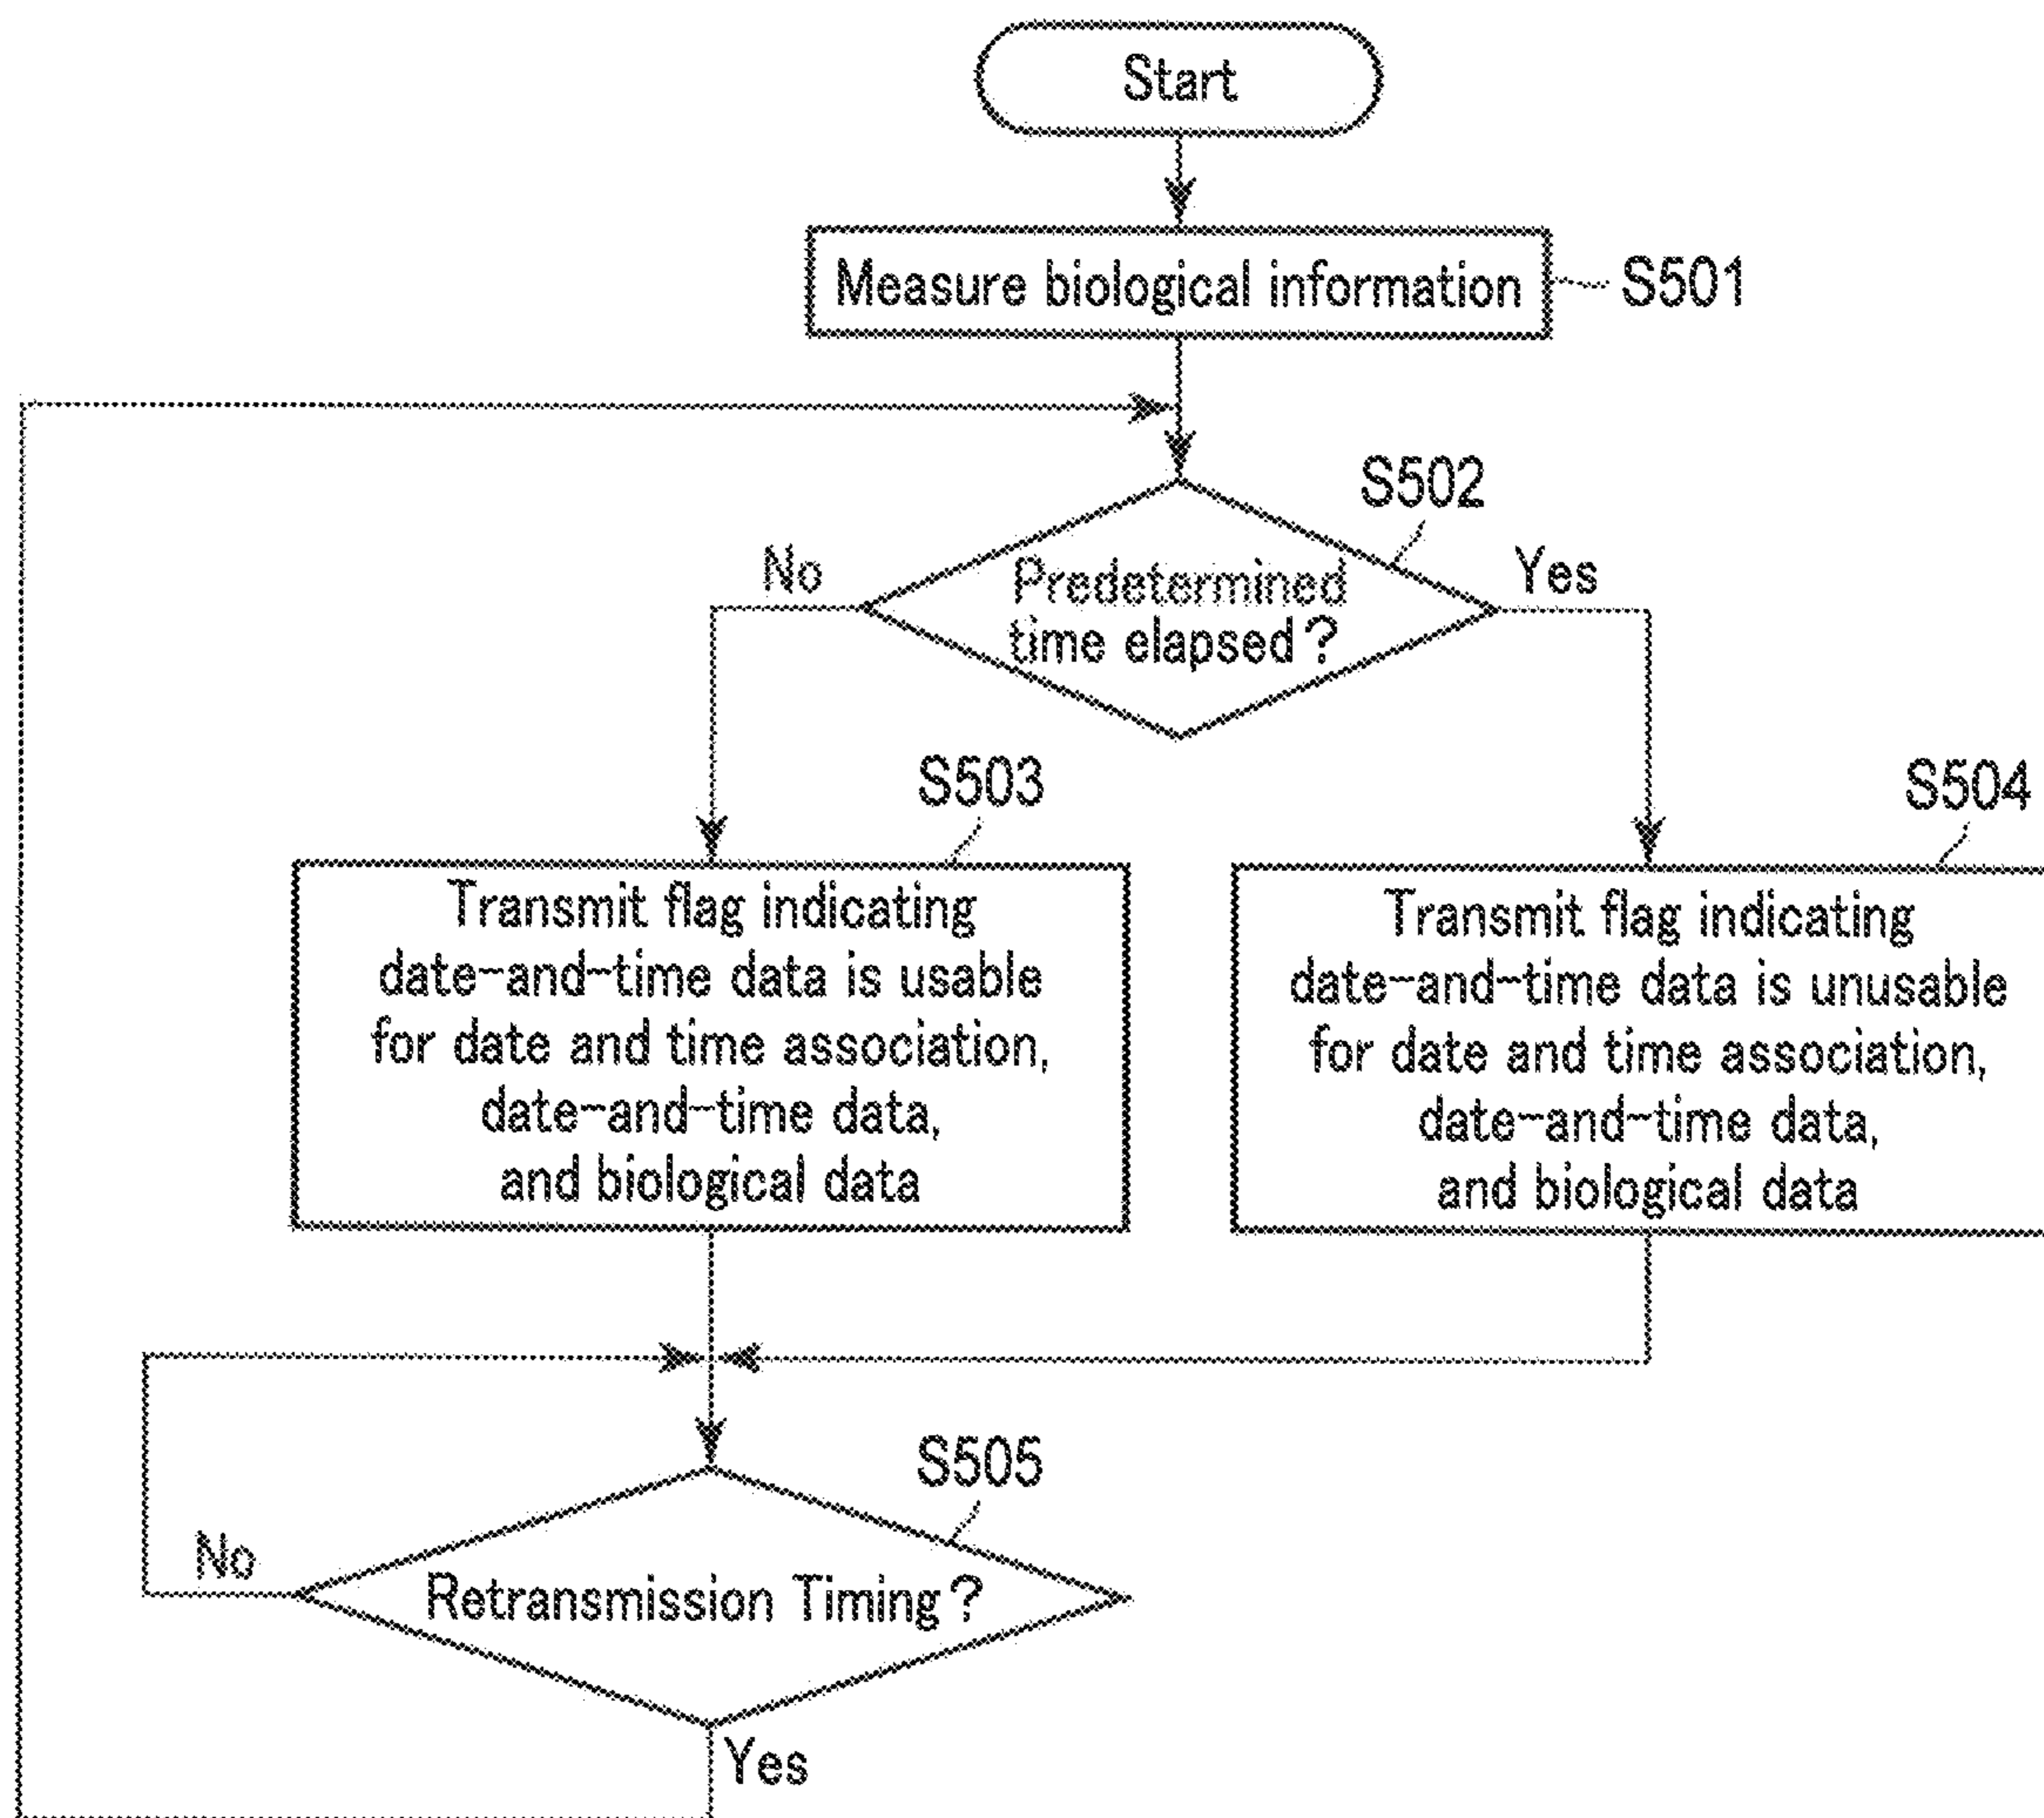 Start
Measure biological information
S501
S502
No
Predetermined
time elapsed?
Yes
S503
Transmit flag indicating
date-and-time data is usable
for date and time association,
date-and-time data,
and biological data
S504
Transmit flag indicating
date-and-time data is unusable
for date and time association,
date-and-time data,
and biological data
S505
No
Retransmission Timing?
Yes